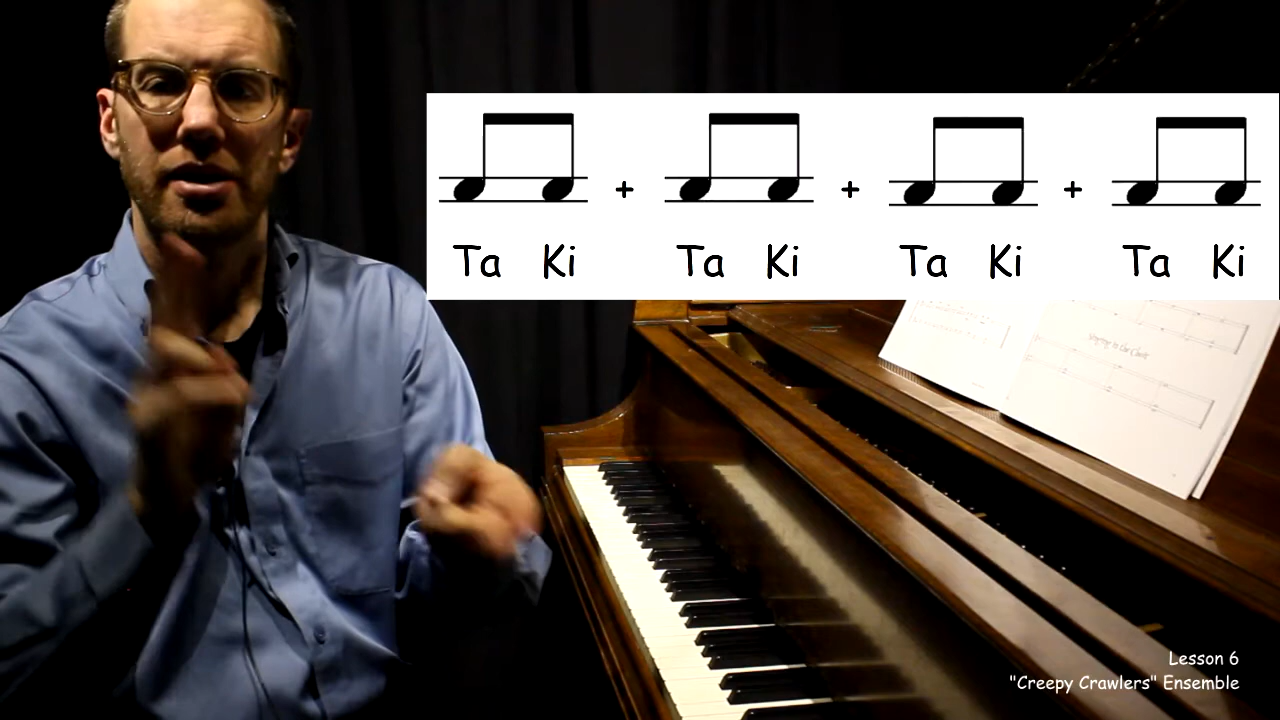 + + +
Ta Ki Ta Ki Ta Ki Ta Ki
Lesson 6
"Creepy Crawlers" Ensemble